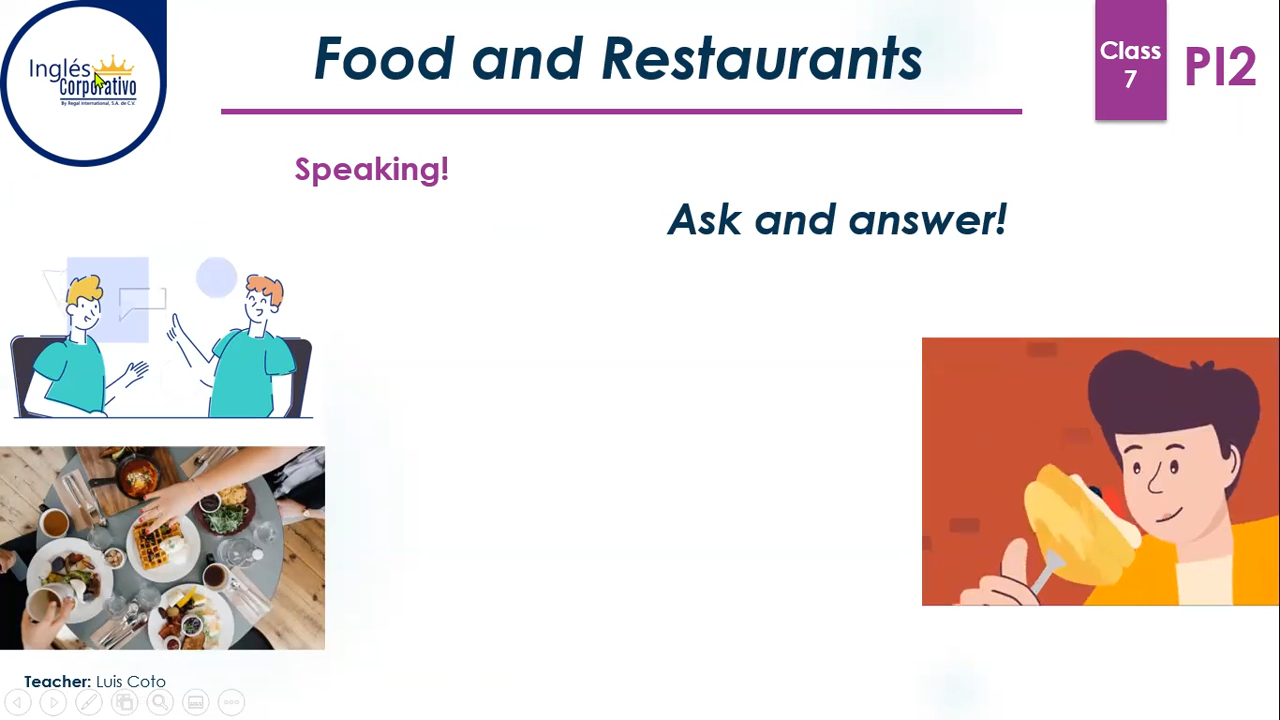 Inglés
Corporativo
By Regal International, S.A. de C.V.
Food and Restaurants
Class
7
PI2
Speaking!
Ask and answer!
Teacher: Luis Coto